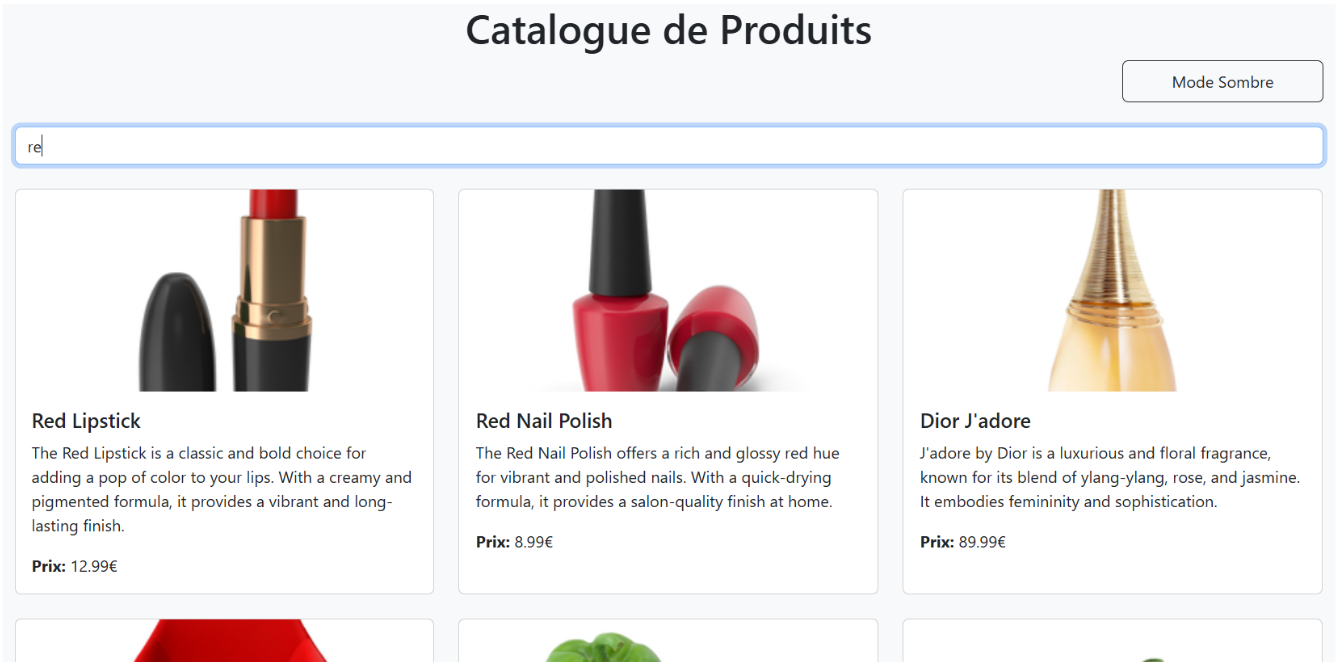 Catalogue de Produits
Mode Sombre
re
Red Lipstick
The Red Lipstick is a classic and bold choice for
adding a pop of color to your lips. With a creamy and
pigmented formula, it provides a vibrant and long-
lasting finish.
Prix: 12.99€
Red Nail Polish
The Red Nail Polish offers a rich and glossy red hue
for vibrant and polished nails. With a quick-drying
formula, it provides a salon-quality finish at home.
Prix: 8.99€
Dior J'adore
J'adore by Dior is a luxurious and floral fragrance,
known for its blend of ylang-ylang, rose, and jasmine.
It embodies femininity and sophistication.
Prix: 89.99€